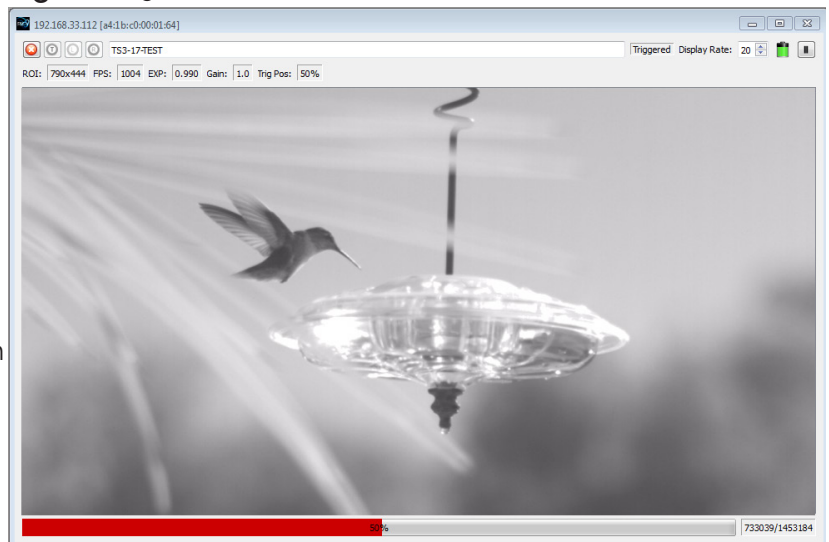 192.168.33.112 [a4:1b:c0:00:01:64]
TS3-17-TEST Triggered Display Rate: 20
ROI: 790x444 FPS: 1004 EXP: 0.990 Gain: 1.0 Trig Pos: 50%
50% 733039/1453184